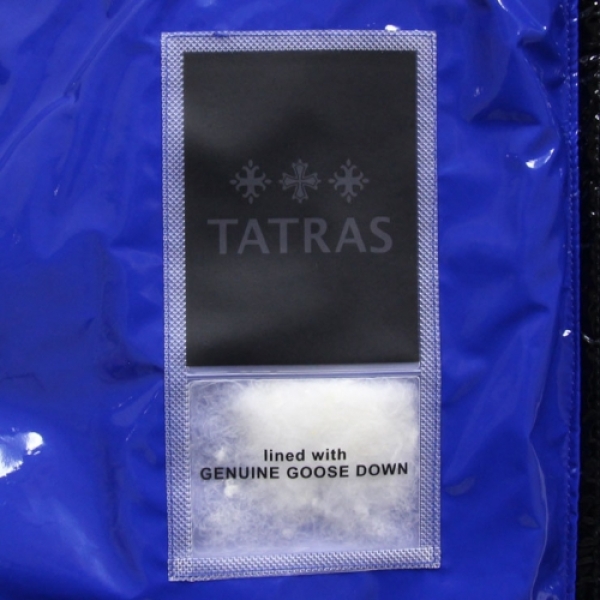 TATRAS
lined with
GENUINE GOOSE DOWN